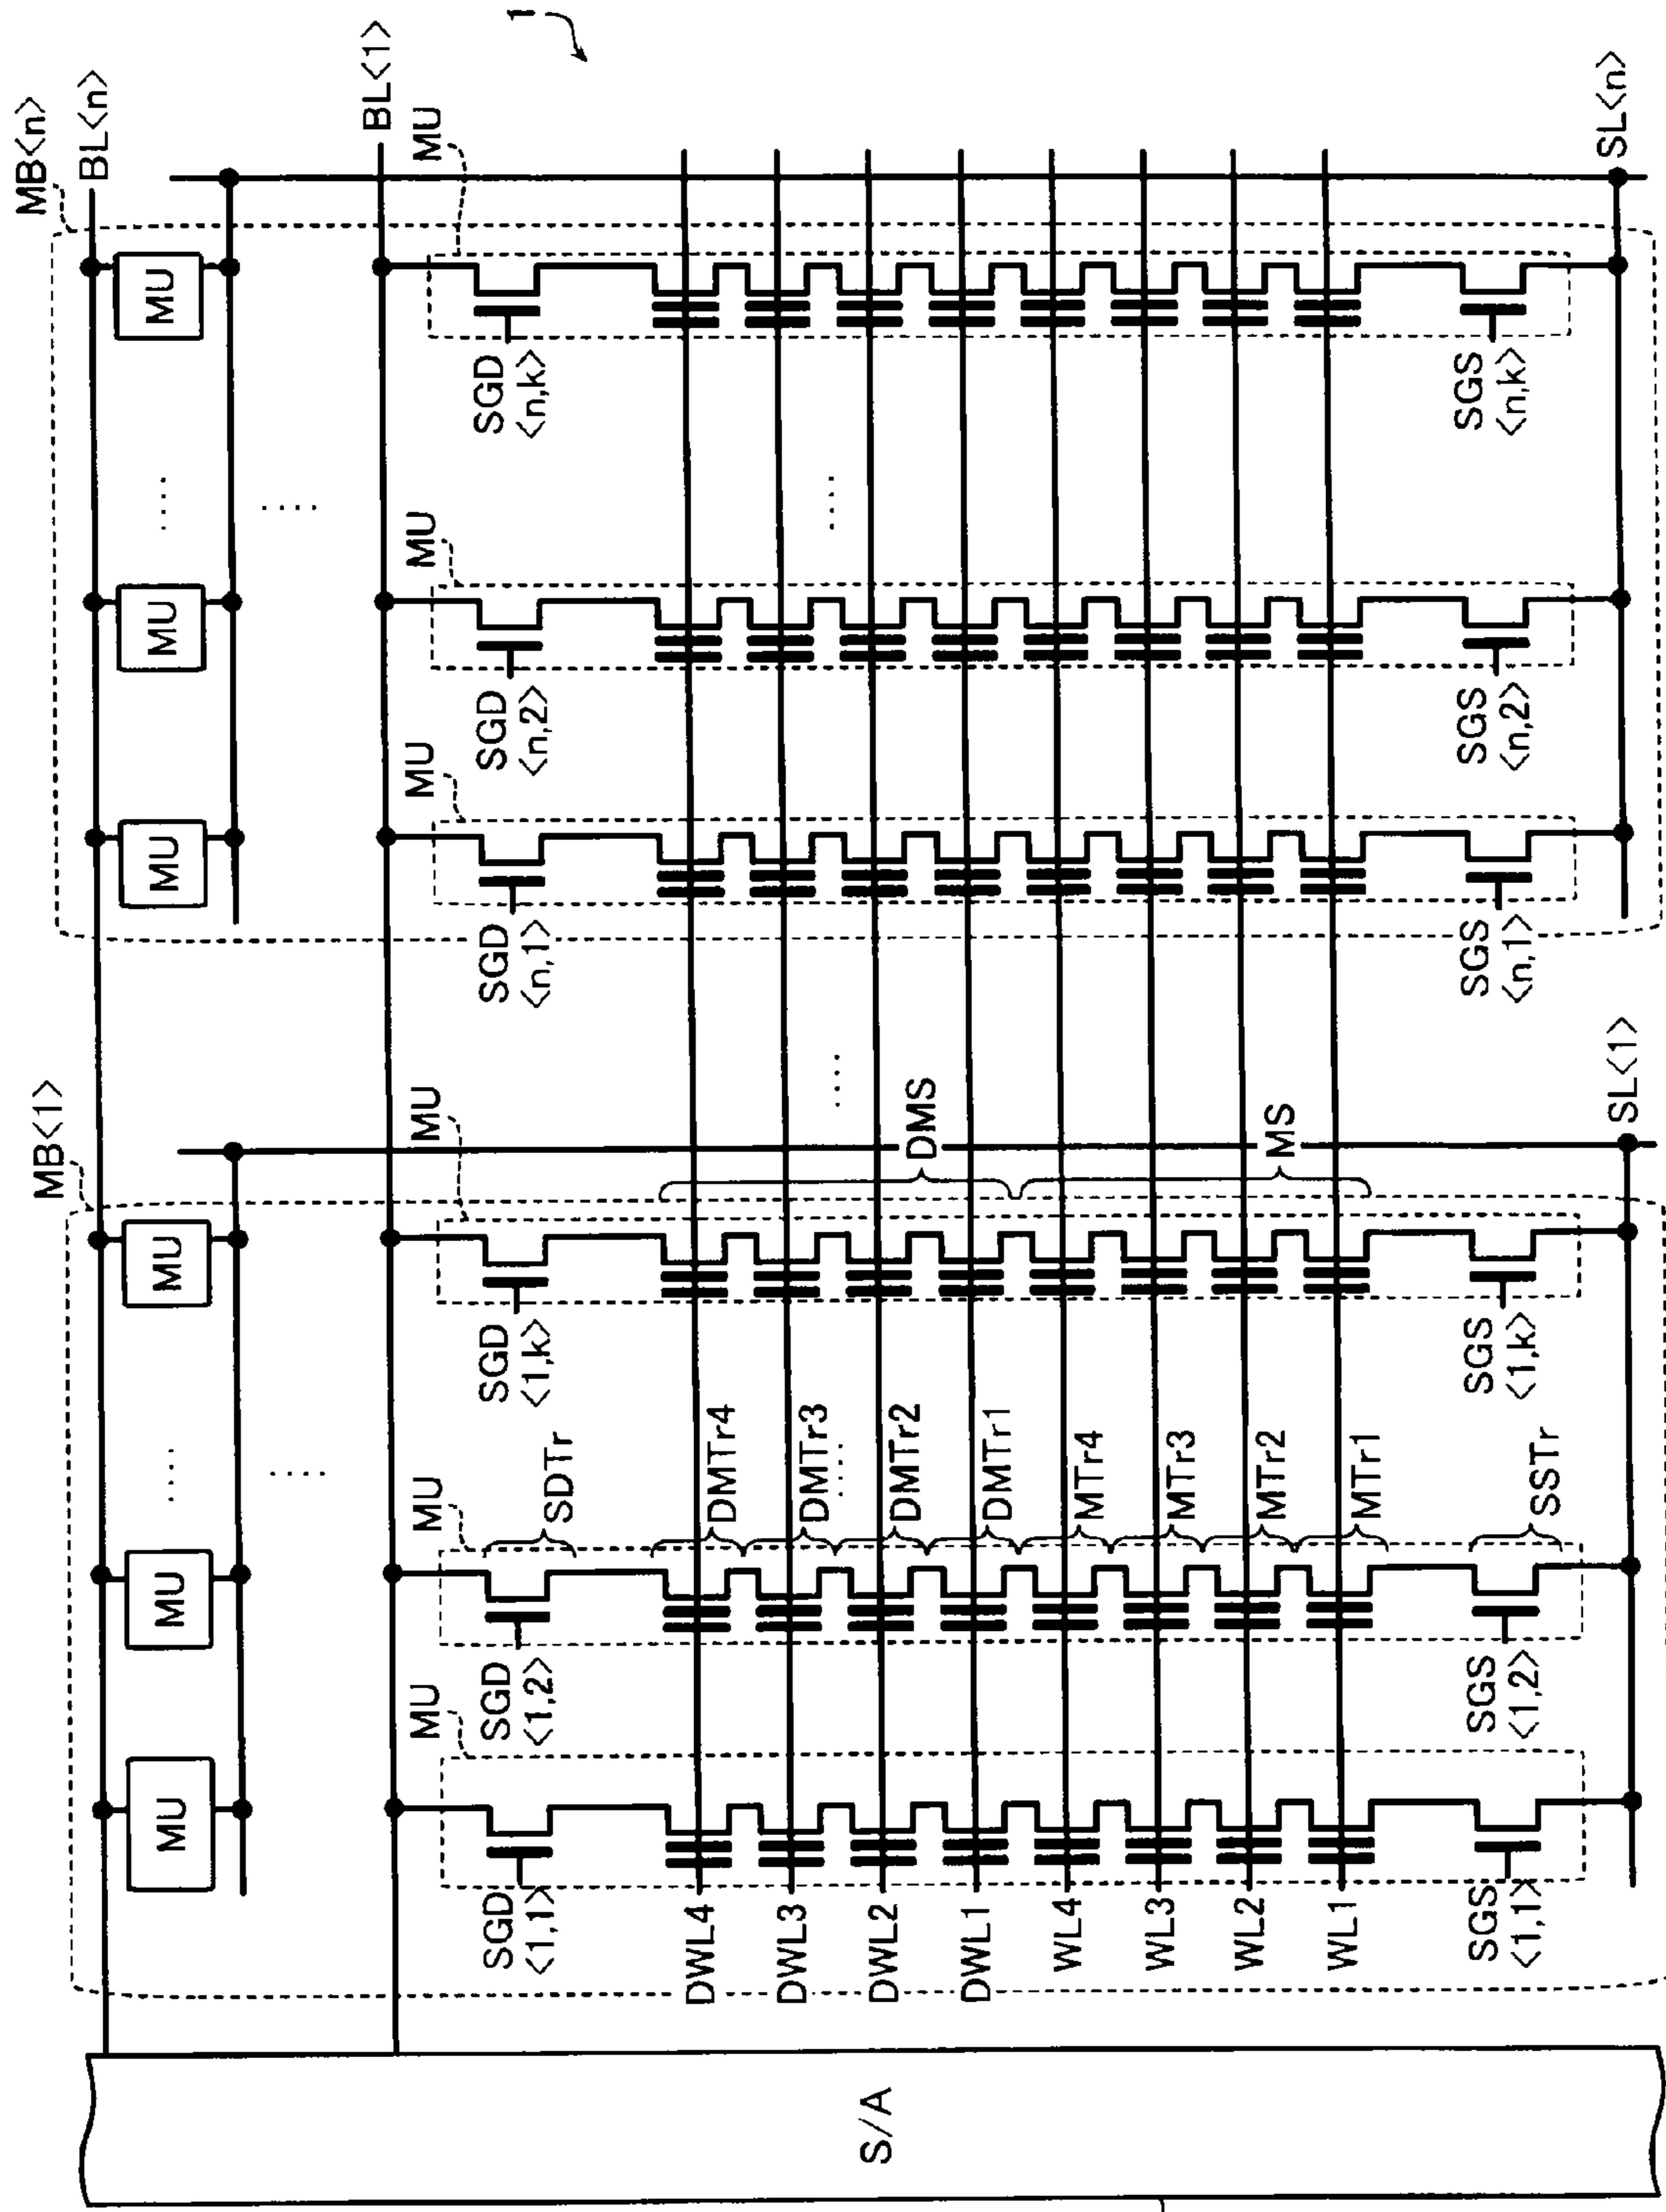 MB<1>
MB<n>
BL<n>
MU
MU
....
MU
MU
MU
....
MU
....
....
BL<1>
MU
MU
MU
MU
MU
MU
1
SGD
<1,1>
SGD
<1,2>
SDTr
SGD
<1,k>
SGD
<n,1>
SGD
<n,2>
SGD
<n,k>
DWL4
DMTr4
DWL3
DMTr3
....
....
....
S/A
DWL2
DMTr2
DMS
DWL1
DMTr1
WL4
MTr4
WL3
MTr3
WL2
MTr2
MS
WL1
MTr1
SGS
<1,1>
SGS
<1,2>
SSTr
SGS
<1,k>
SGS
<n,1>
SGS
<n,2>
SGS
<n,k>
SL<1>
SL<n>